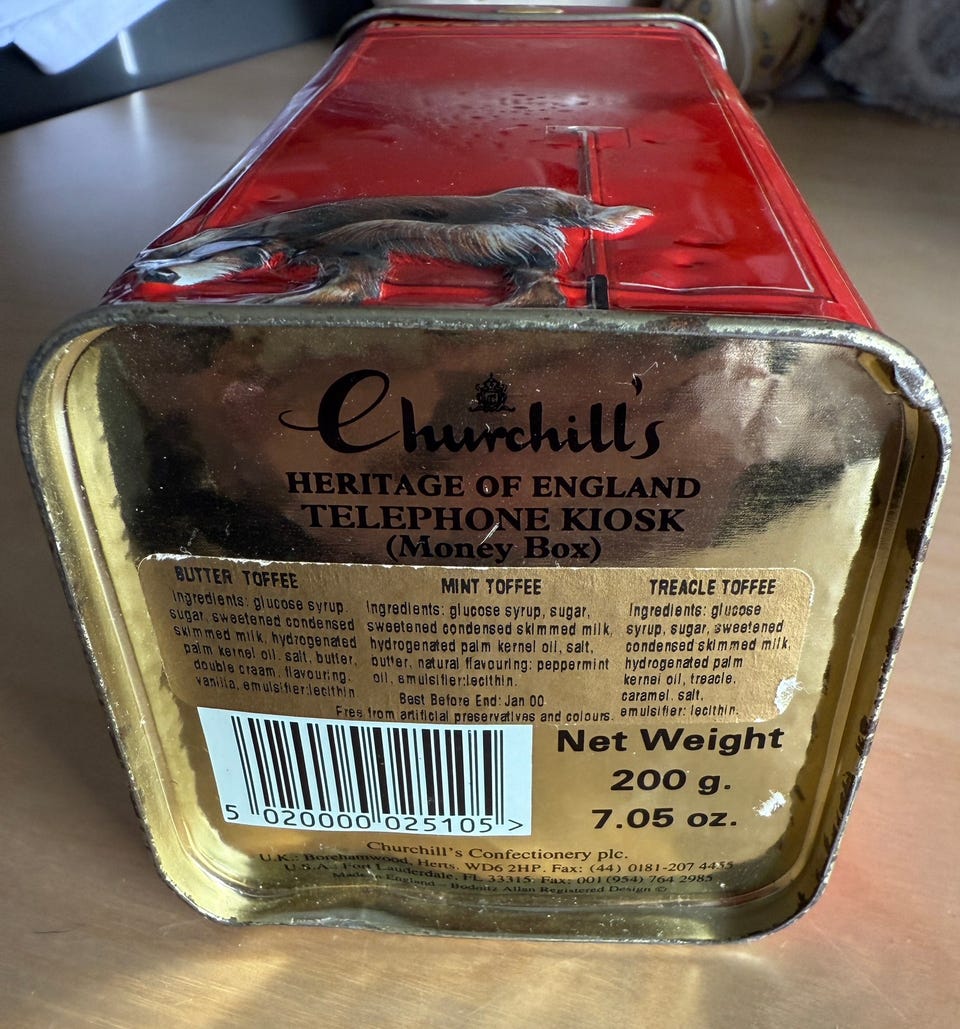 Churchill's
HERITAGE OF ENGLAND
TELEPHONE KIOSK
(Money Box)
BUTTER TOFFEE
Ingredients: glucose syrup.
sugar, sweetened condensed
skimmed milk, hydrogenated
palm kernel oil, salt, butter,
double cream, flavouring.
vanilla, emulsifier:lecithin
MINT TOFFEE
Ingredients: glucose syrup, sugar,
sweetened condensed skimmed milk,
hydrogenated palm kernel oil, salt,
butter, natural flavouring: peppermint
oil, emulsifier:lecithin.
TREACLE TOFFEE
Ingredients: glucose
syrup, sugar, sweetened
condensed skimmed milk,
hydrogenated palm
kernel oil, treacle,
caramel, salt,
emulsifier: lecithin.
Best Before End: Jan 00
Free from artificial preservatives and colours.
5 020000 025105 >
Net Weight
200 g.
7.05 oz.
Churchill's Confectionery plc.
U.K.: Borehamwood, Herts. WD6 2HP. Fax: (44) 0181-207 4455
U.S.A.: Fort Lauderdale, FL 33315. Fax: 001 (954) 764 2985
Made in England – Bodnitz Allan Registered Design ©